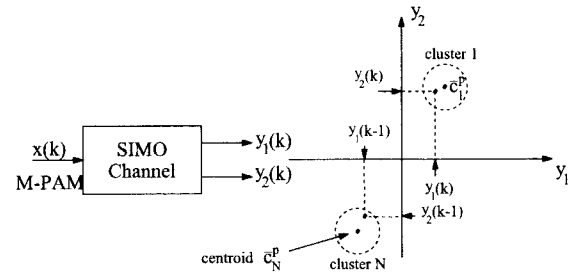 x(k)
M-PAM
SIMO
Channel
y₁(k)
y₂(k)
y₂
cluster 1
y₂(k)
c̄₁ᵖ
y₁(k-1)
y₁
y₁(k)
y₂(k-1)
centroid c̄ₙᵖ
cluster N